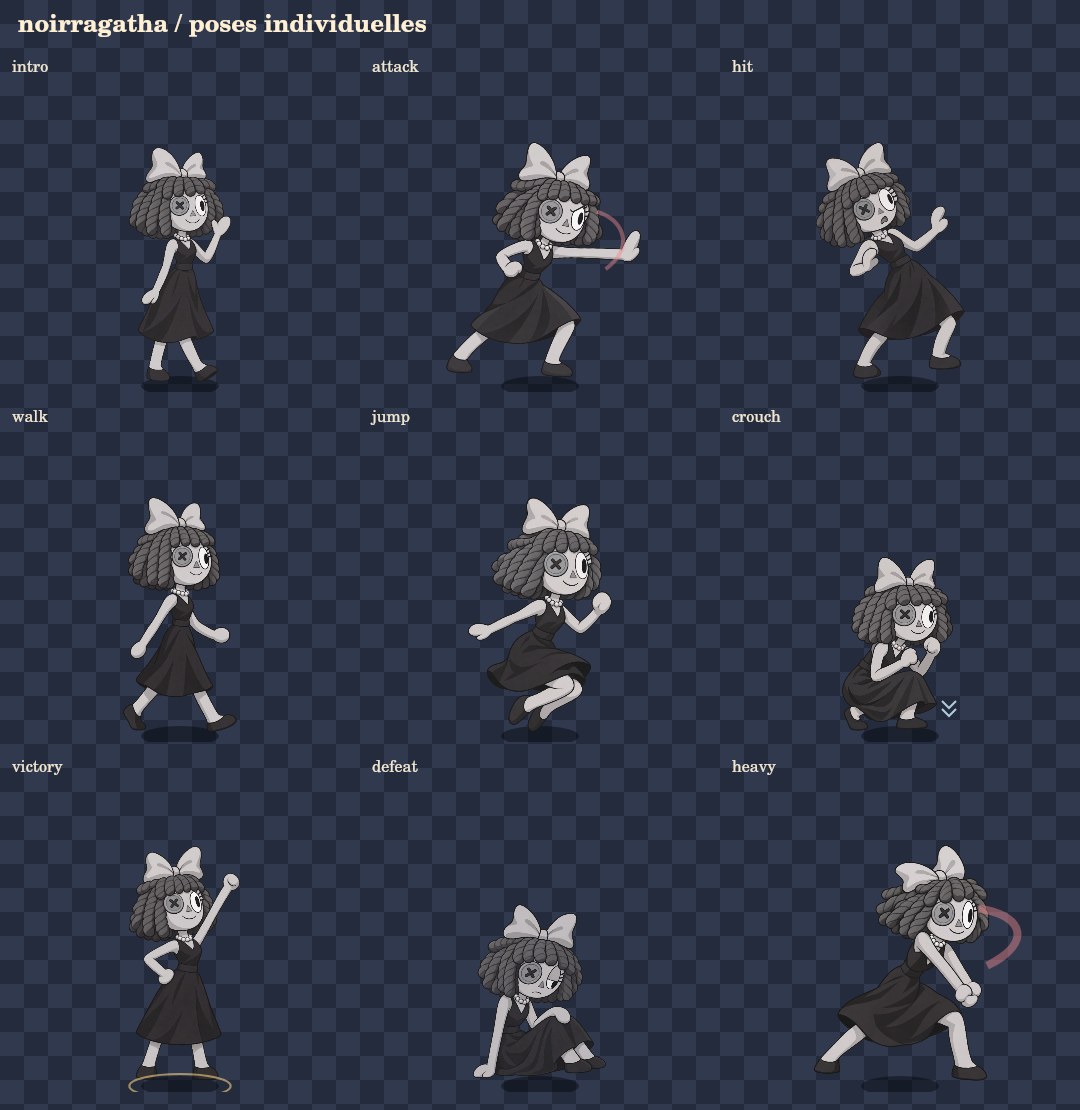 noirragatha / poses individuelles
intro
attack
hit
walk
jump
crouch
victory
defeat
heavy